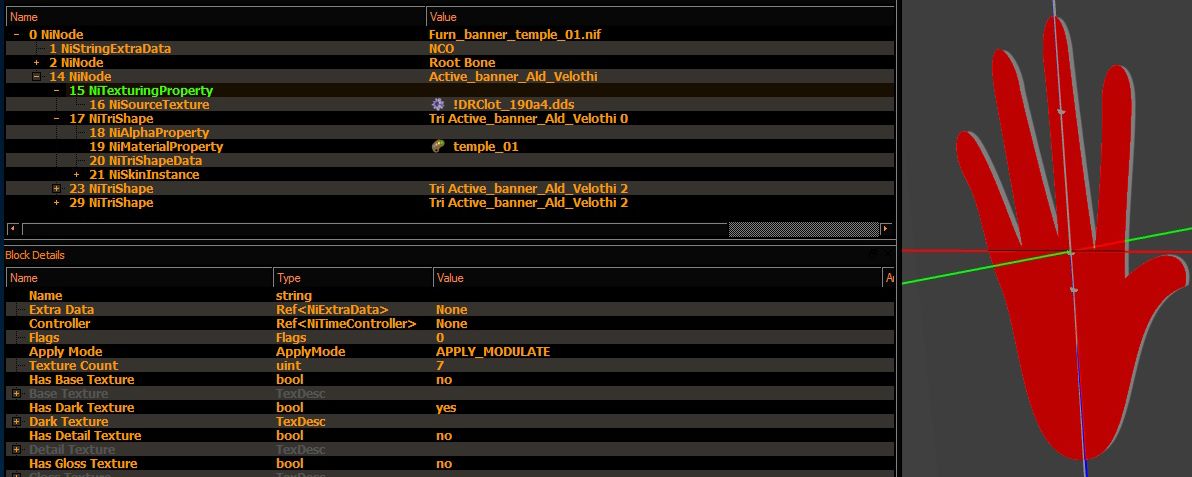 Name Value
- 0 NiNode Furn_banner_temple_01.nif
1 NiStringExtraData NCO
+ 2 NiNode Root Bone
- 14 NiNode Active_banner_Ald_Velothi
- 15 NiTexturingProperty
16 NiSourceTexture !DRClot_190a4.dds
- 17 NiTriShape Tri Active_banner_Ald_Velothi 0
18 NiAlphaProperty
19 NiMaterialProperty temple_01
20 NiTriShapeData
+ 21 NiSkinInstance
+ 23 NiTriShape Tri Active_banner_Ald_Velothi 2
+ 29 NiTriShape Tri Active_banner_Ald_Velothi 2
Block Details
Name Type Value
Name string
Extra Data Ref<NiExtraData> None
Controller Ref<NiTimeController> None
Flags Flags 0
Apply Mode ApplyMode APPLY_MODULATE
Texture Count uint 7
Has Base Texture bool no
Base Texture TexDesc
Has Dark Texture bool yes
Dark Texture TexDesc
Has Detail Texture bool no
Detail Texture TexDesc
Has Gloss Texture bool no